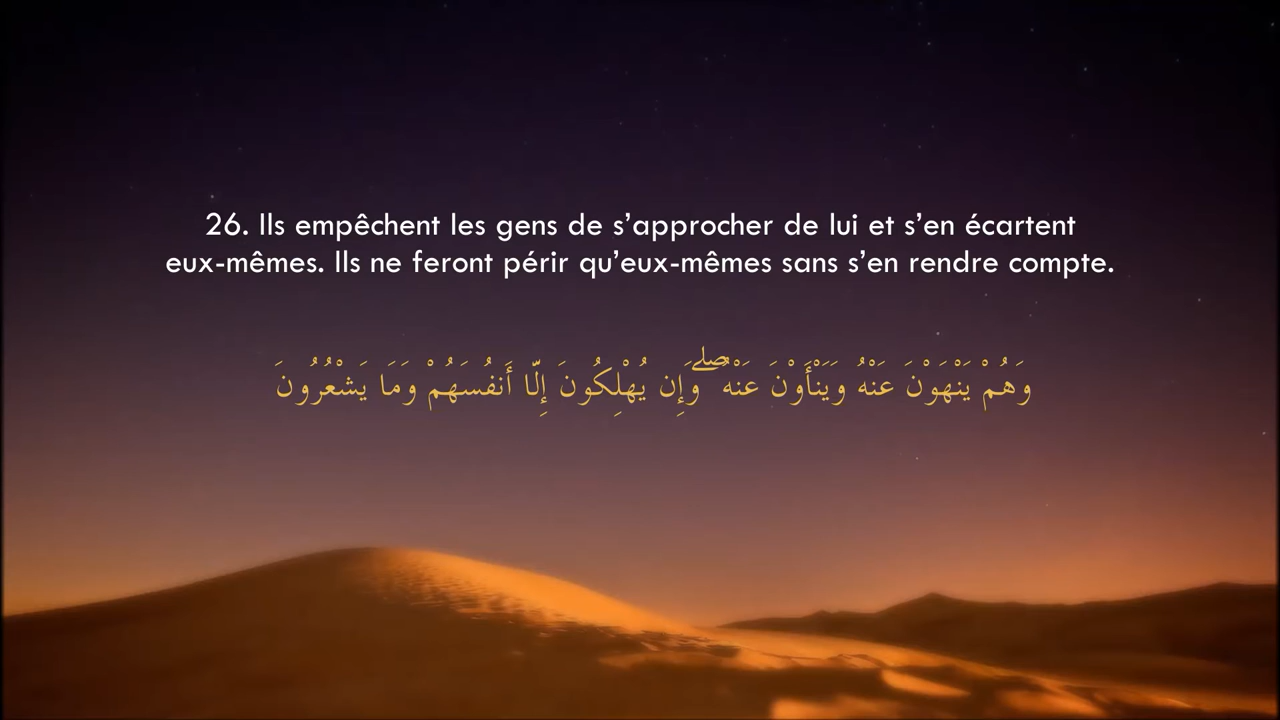 26. Ils empêchent les gens de s’approcher de lui et s’en écartent
eux-mêmes. Ils ne feront périr qu’eux-mêmes sans s’en rendre compte.
وَهُمْ يَنْهَوْنَ عَنْهُ وَيَنْأَوْنَ عَنْهُ ۖ وَإِن يُهْلِكُونَ إِلَّا أَنفُسَهُمْ وَمَا يَشْعُرُونَ